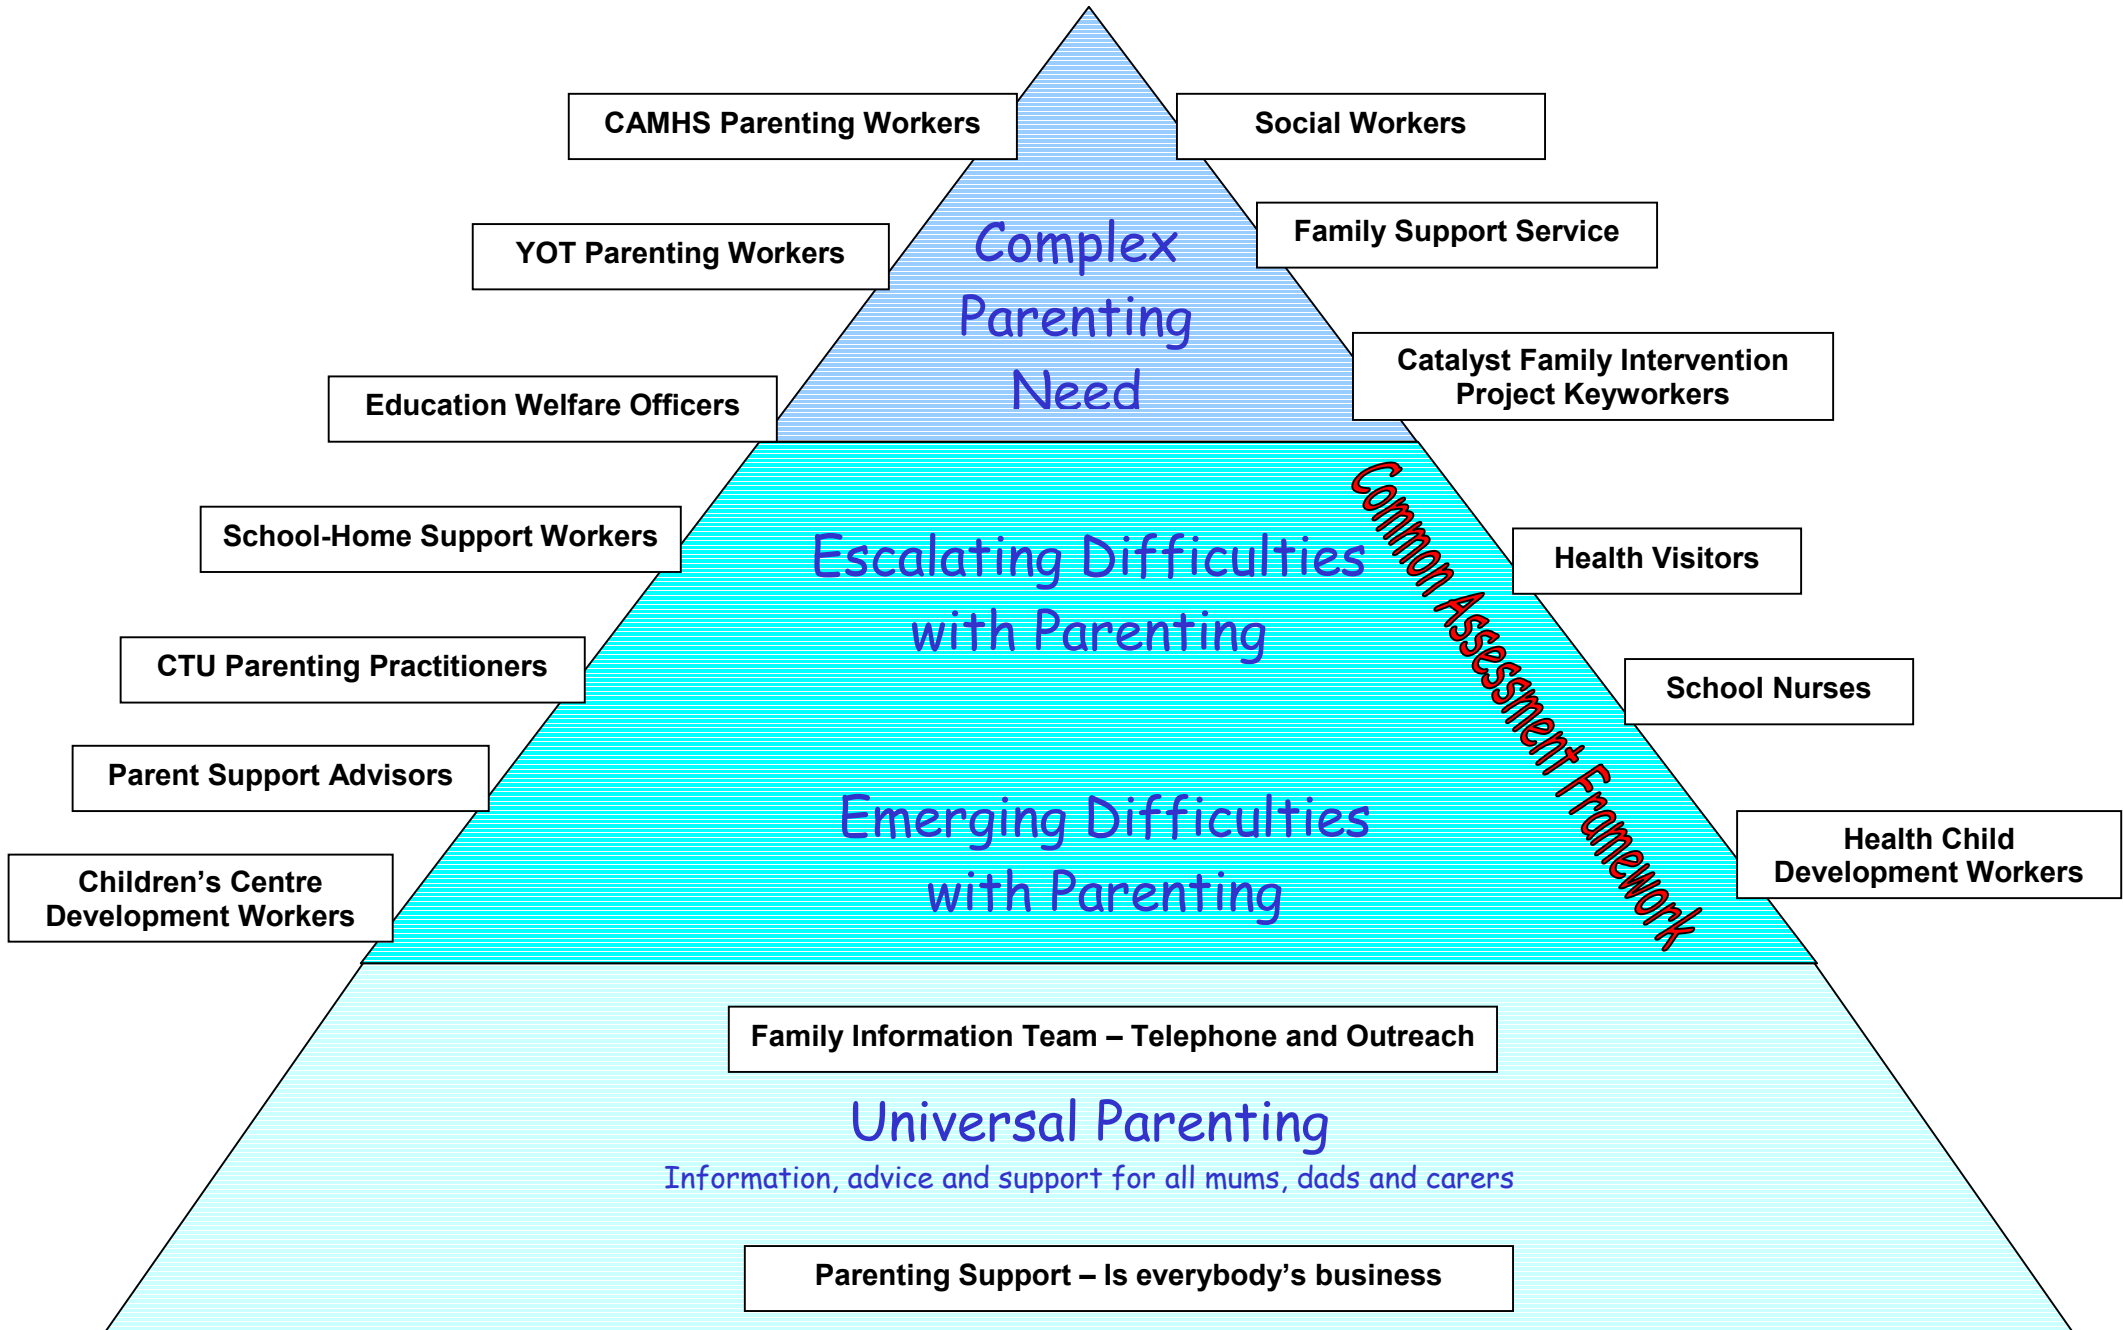 CAMHS Parenting Workers
Social Workers
YOT Parenting Workers
Family Support Service
Complex
Parenting
Need
Education Welfare Officers
Catalyst Family Intervention
Project Keyworkers
School-Home Support Workers
Escalating Difficulties
with Parenting
Common Assessment Framework
Health Visitors
CTU Parenting Practitioners
School Nurses
Parent Support Advisors
Emerging Difficulties
with Parenting
Health Child
Development Workers
Children’s Centre
Development Workers
Family Information Team – Telephone and Outreach
Universal Parenting
Information, advice and support for all mums, dads and carers
Parenting Support – Is everybody’s business